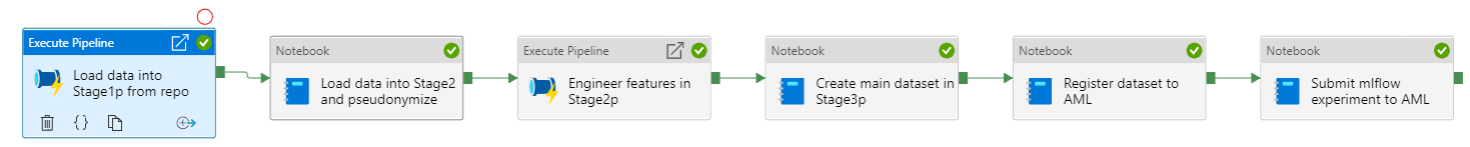 Execute Pipeline
Load data into
Stage1p from repo
{}
Notebook
Load data into Stage2
and pseudonymize
Execute Pipeline
Engineer features in
Stage2p
Notebook
Create main dataset in
Stage3p
Notebook
Register dataset to
AML
Notebook
Submit mlflow
experiment to AML